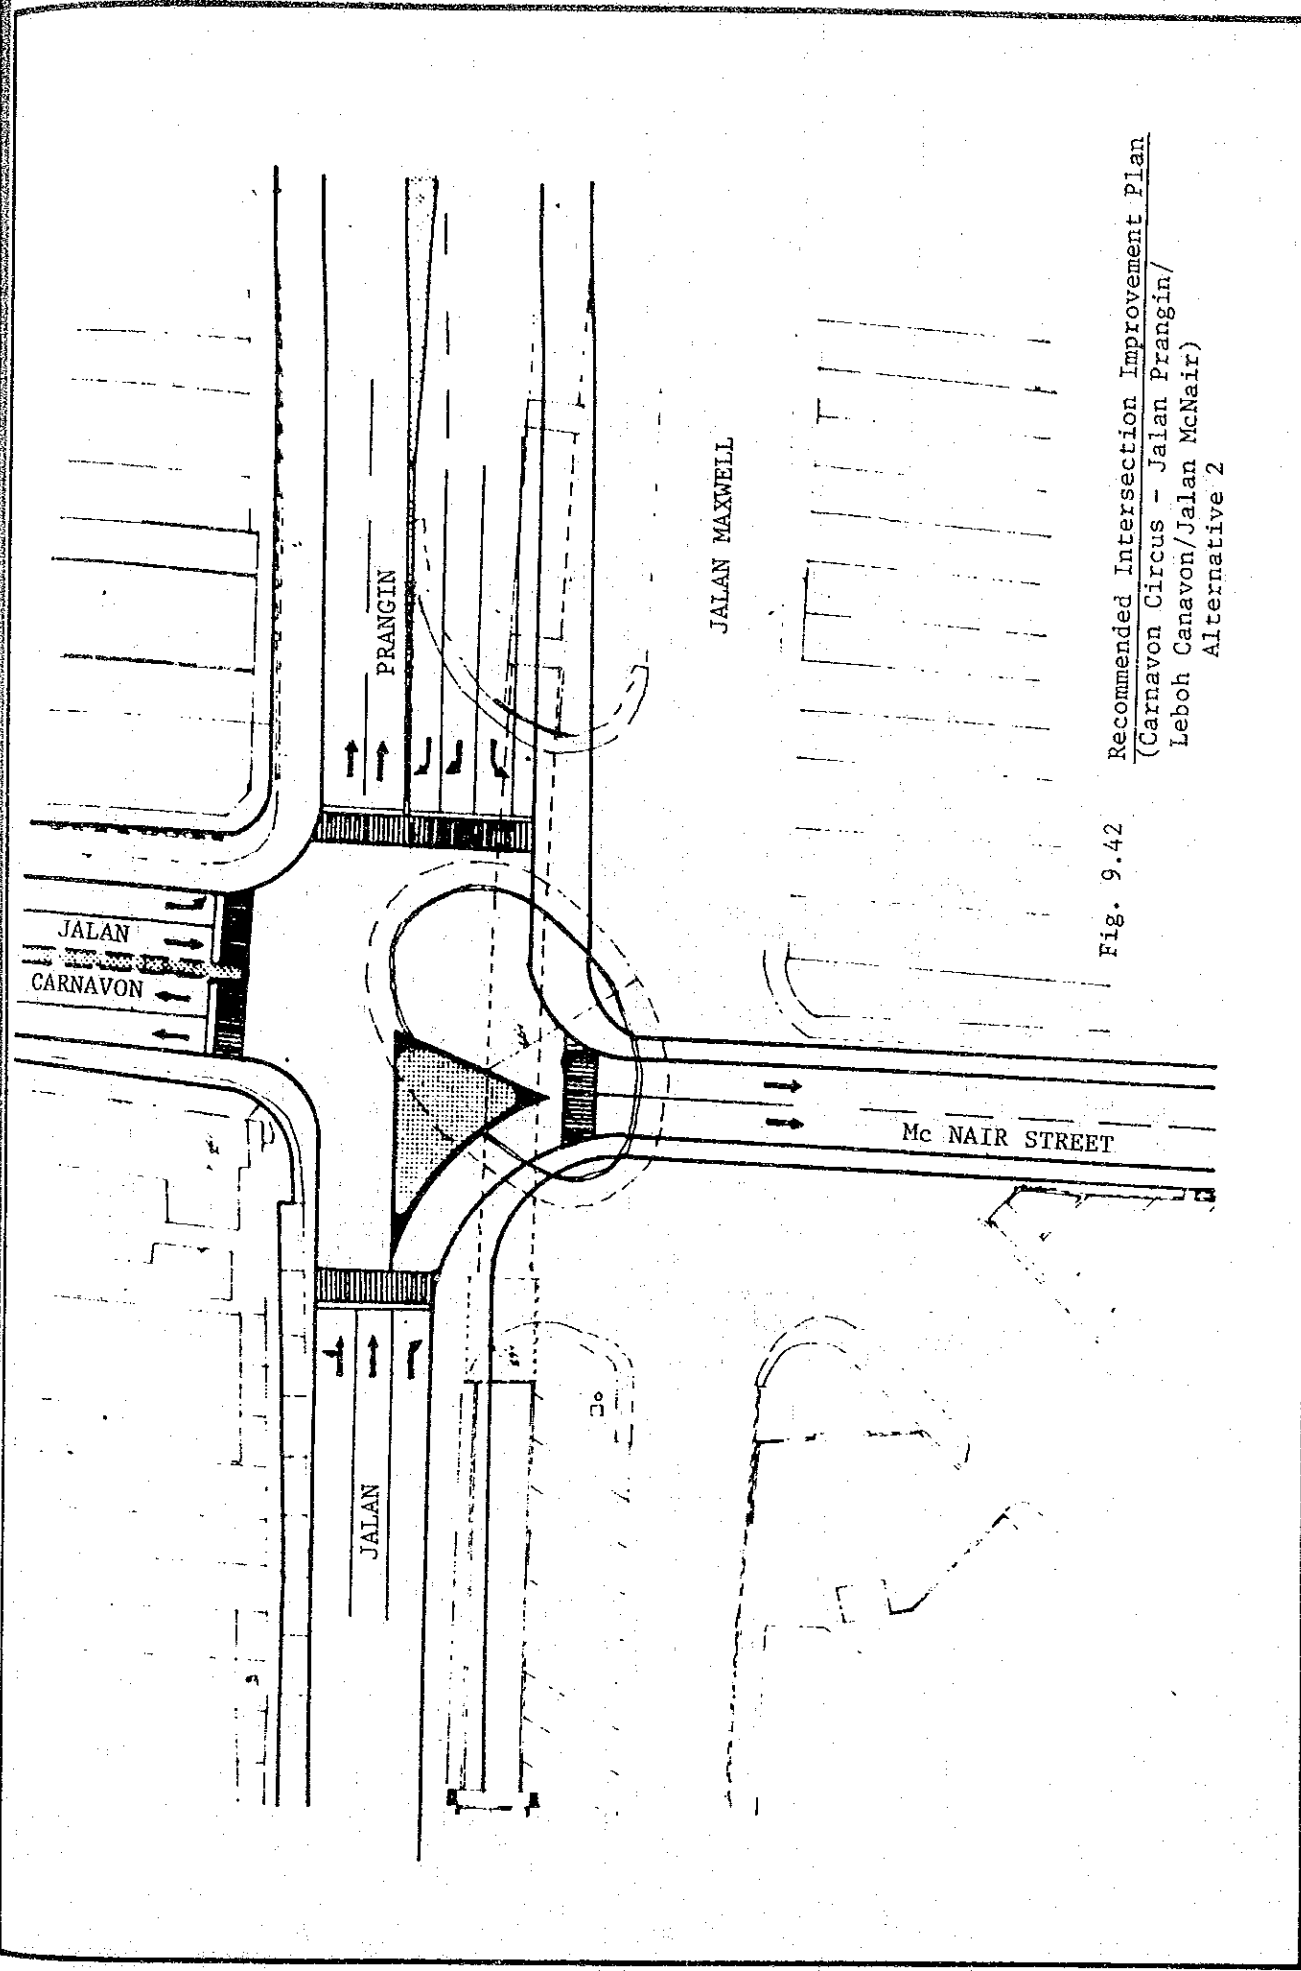 JALAN
CARNAVON
PRANGIN
JALAN
JALAN MAXWELL
Mc NAIR STREET
Fig. 9.42 Recommended Intersection Improvement Plan
(Carnavon Circus - Jalan Prangin/
Leboh Canavon/Jalan McNair)
Alternative 2